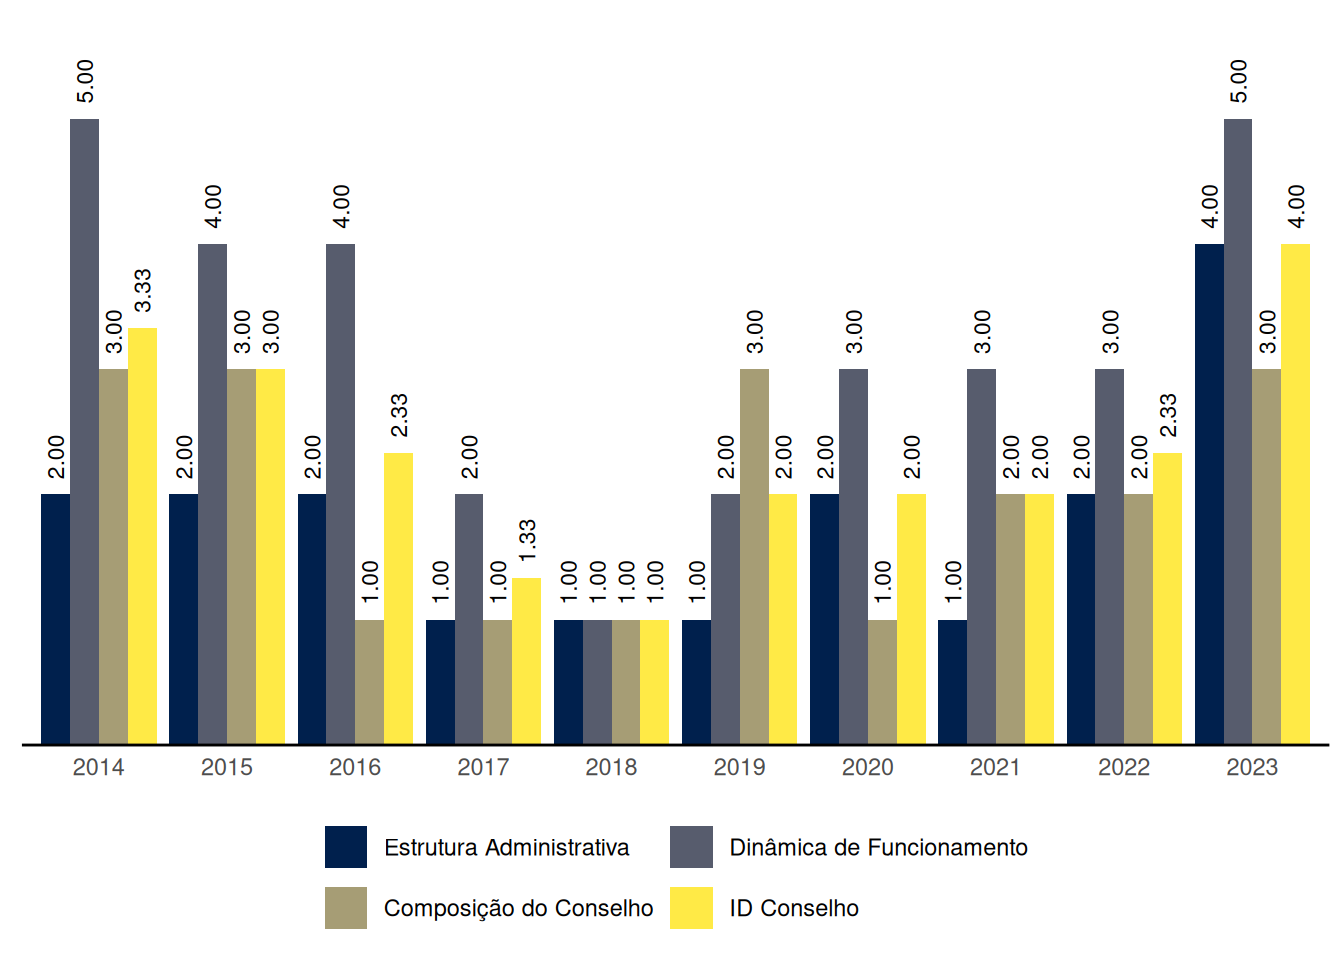 2.00 5.00 3.00 3.33
2.00 4.00 3.00 3.00
2.00 4.00 1.00 2.33
1.00 2.00 1.00 1.33
1.00 1.00 1.00 1.00
1.00 2.00 3.00 2.00
2.00 3.00 1.00 2.00
1.00 3.00 2.00 2.00
2.00 3.00 2.00 2.33
4.00 5.00 3.00 4.00
2014 2015 2016 2017 2018 2019 2020 2021 2022 2023
Estrutura Administrativa Dinâmica de Funcionamento
Composição do Conselho ID Conselho